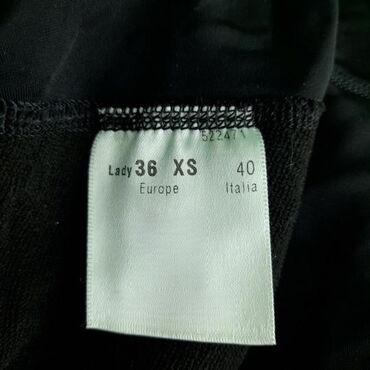 522471
Lady 36 XS 40
Europe Italia